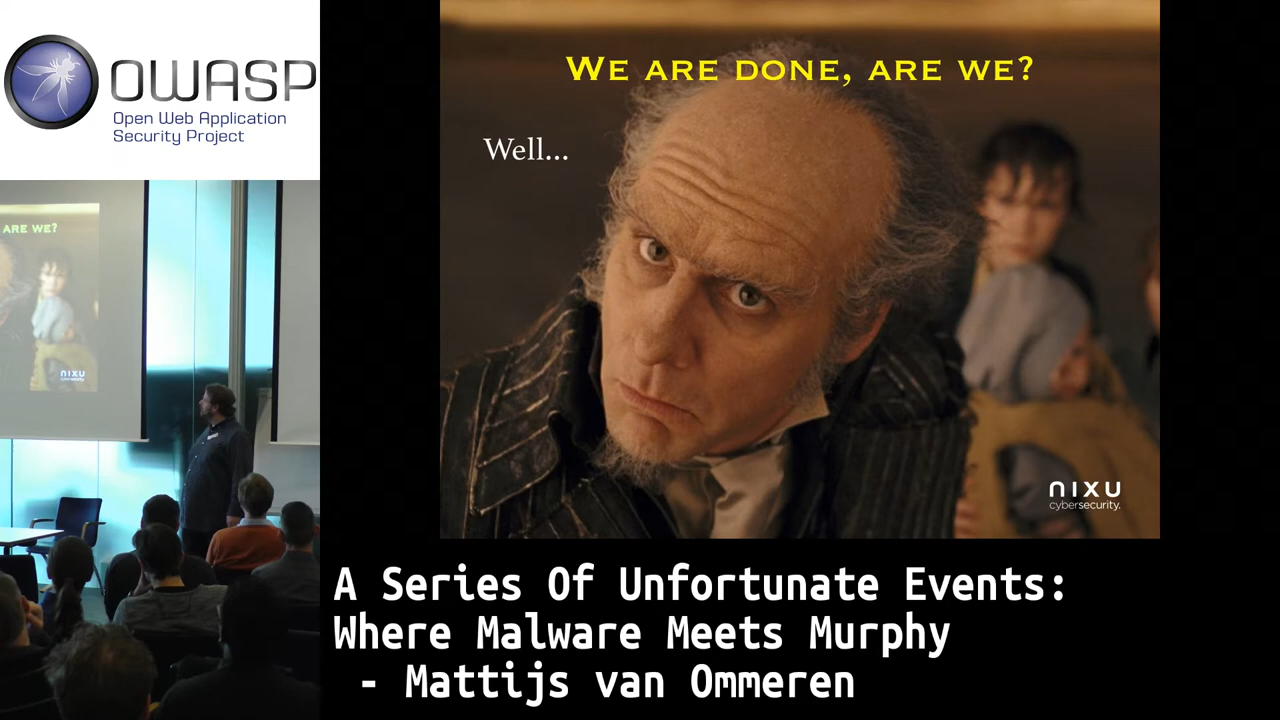 OWASP
Open Web Application
Security Project
WE ARE DONE, ARE WE?
Well...
nixu
cybersecurity.
ARE WE?
nixu
A Series Of Unfortunate Events:
Where Malware Meets Murphy
- Mattijs van Ommeren